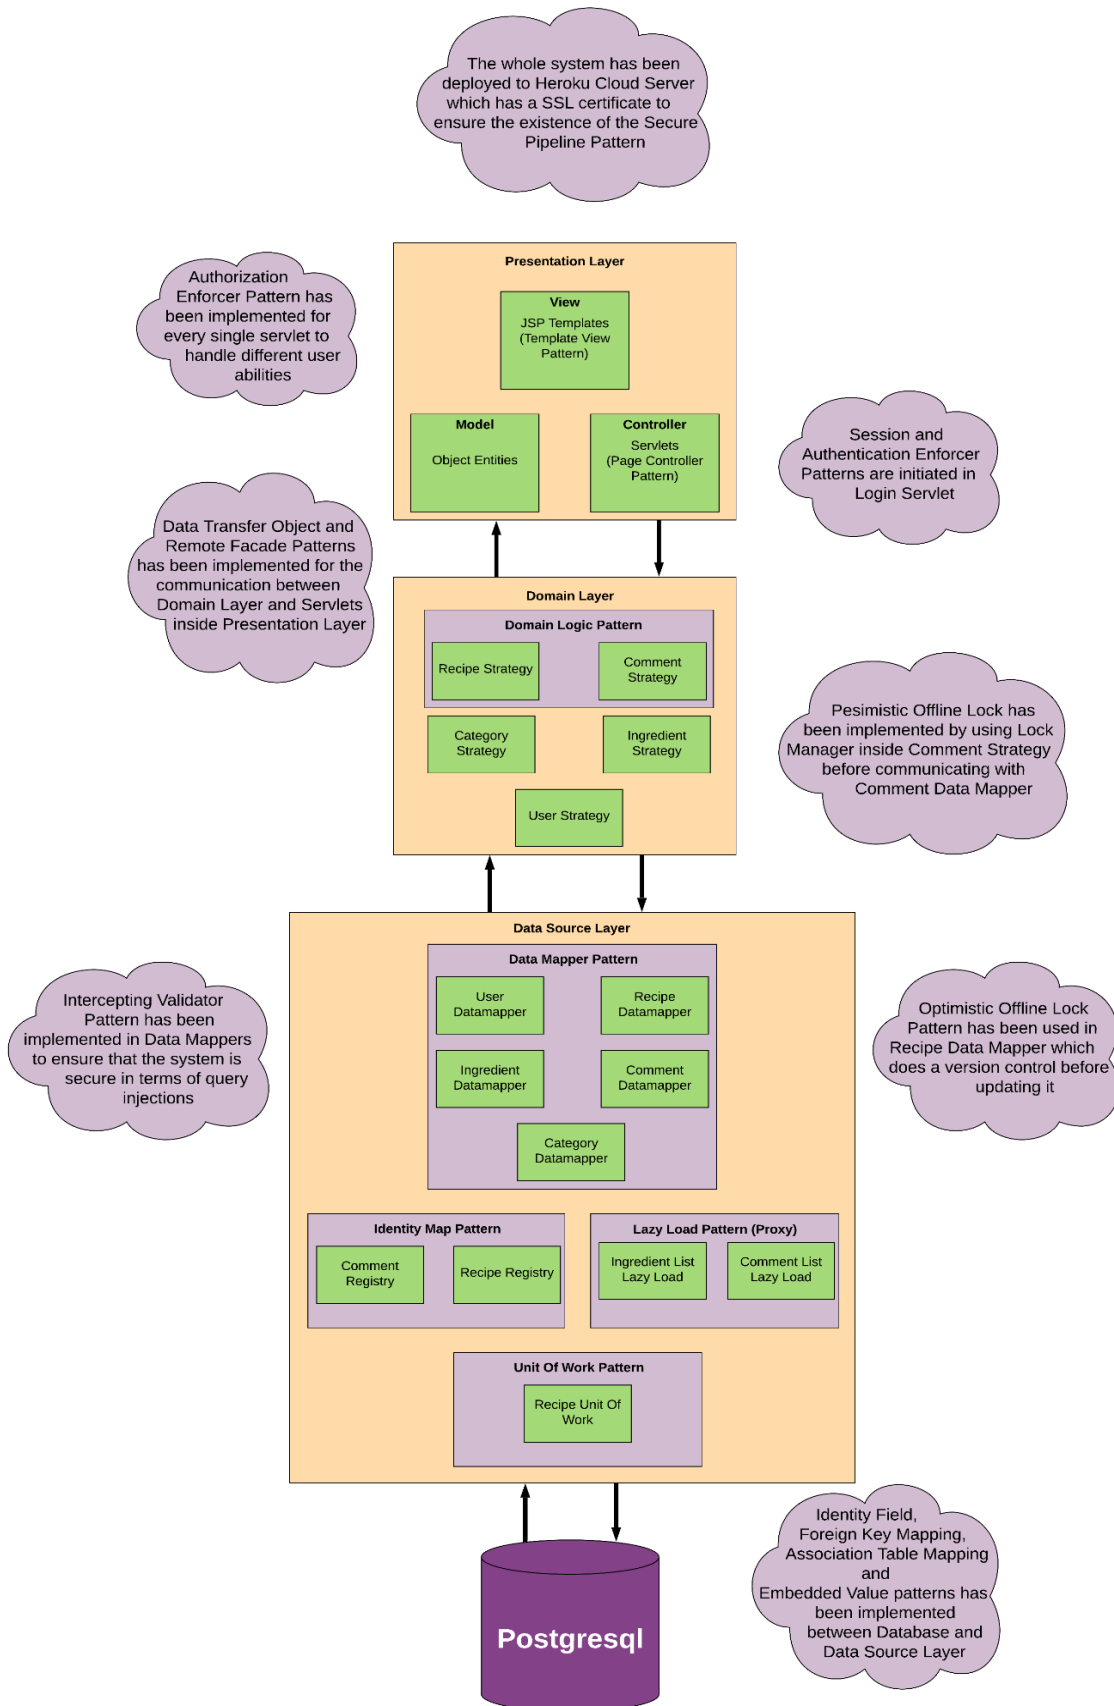 The whole system has been
deployed to Heroku Cloud Server
which has a SSL certificate to
ensure the existence of the Secure
Pipeline Pattern
Presentation Layer
View
JSP Templates
(Template View
Pattern)
Authorization
Enforcer Pattern has
been implemented for
every single servlet to
handle different user
abilities
Model
Object Entities
Controller
Servlets
(Page Controller
Pattern)
Session and
Authentication Enforcer
Patterns are initiated in
Login Servlet
Data Transfer Object and
Remote Facade Patterns
has been implemented for the
communication between
Domain Layer and Servlets
inside Presentation Layer
Domain Layer
Domain Logic Pattern
Recipe Strategy
Comment
Strategy
Category
Strategy
Ingredient
Strategy
User Strategy
Pesimistic Offline Lock has
been implemented by using Lock
Manager inside Comment Strategy
before communicating with
Comment Data Mapper
Data Source Layer
Data Mapper Pattern
User
Datamapper
Recipe
Datamapper
Ingredient
Datamapper
Comment
Datamapper
Category
Datamapper
Intercepting Validator
Pattern has been
implemented in Data Mappers
to ensure that the system is
secure in terms of query
injections
Optimistic Offline Lock
Pattern has been used in
Recipe Data Mapper which
does a version control before
updating it
Identity Map Pattern
Comment
Registry
Recipe Registry
Lazy Load Pattern (Proxy)
Ingredient List
Lazy Load
Comment List
Lazy Load
Unit Of Work Pattern
Recipe Unit Of
Work
Identity Field,
Foreign Key Mapping,
Association Table Mapping
and
Embedded Value patterns has
been implemented
between Database and
Data Source Layer
Postgresql